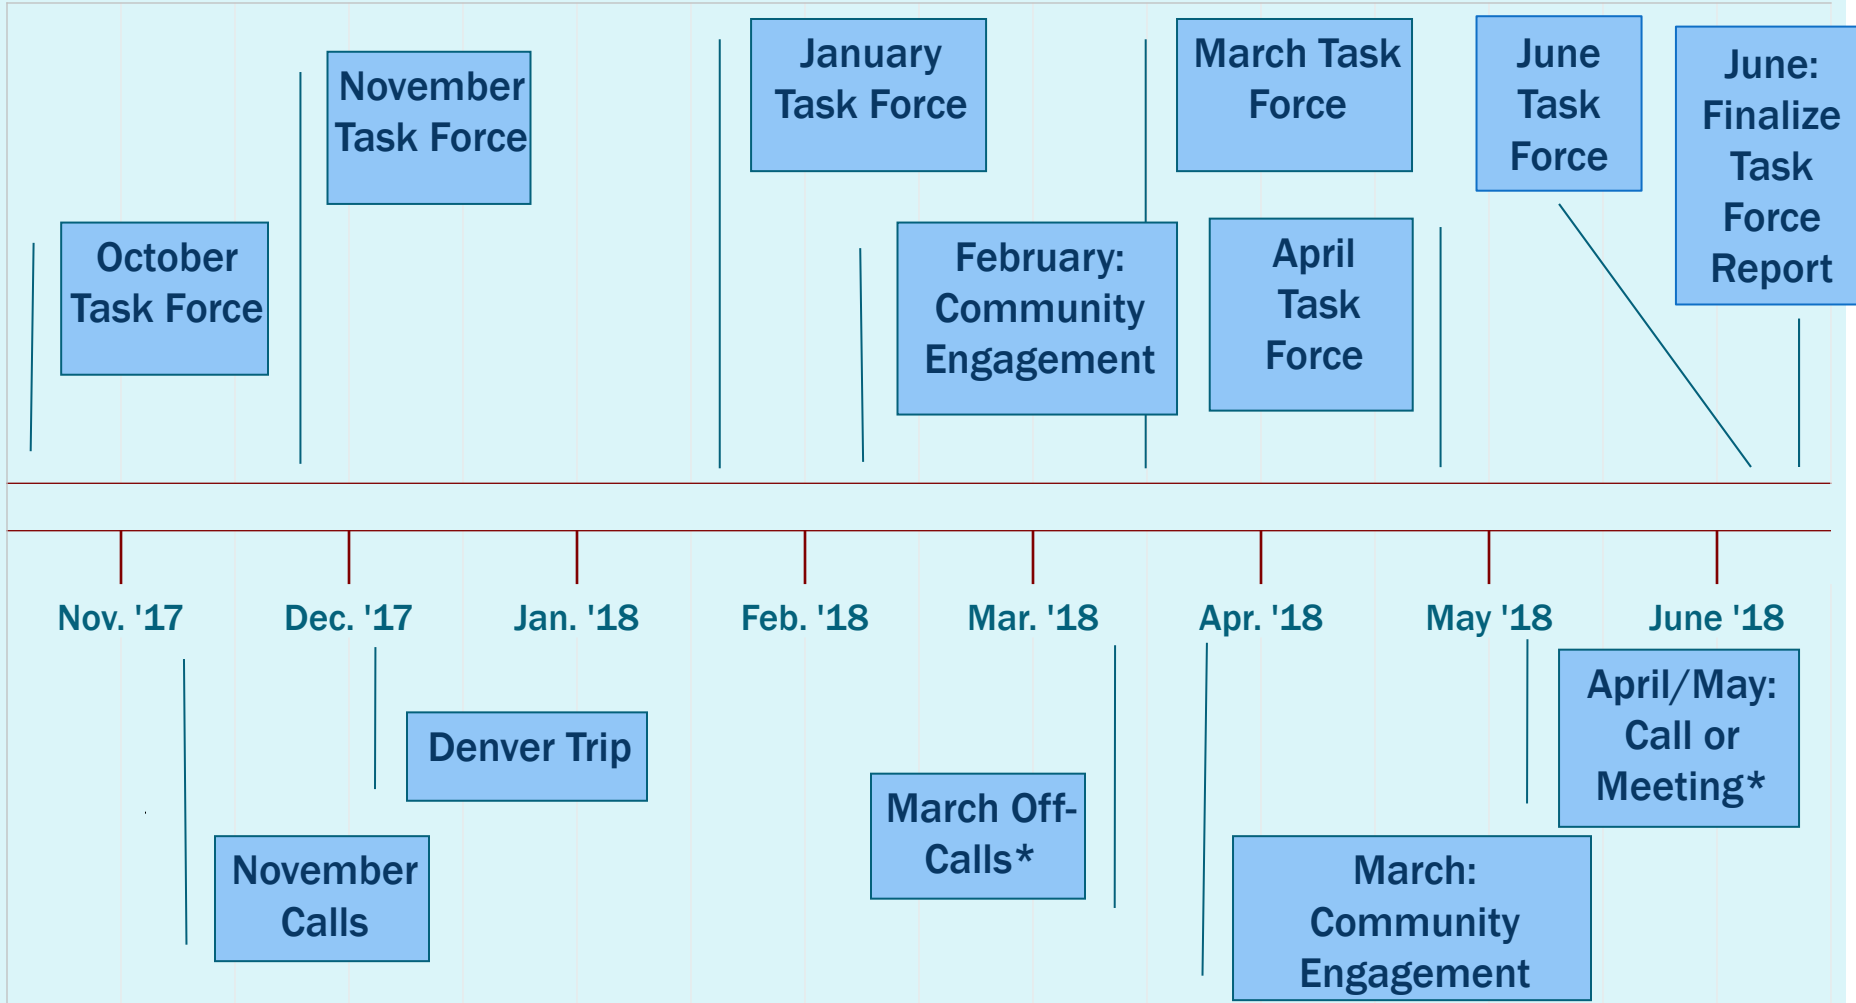 October
Task Force
November
Task Force
January
Task Force
February:
Community
Engagement
March Task
Force
April
Task
Force
June
Task
Force
June:
Finalize
Task
Force
Report
Nov. '17
Dec. '17
Jan. '18
Feb. '18
Mar. '18
Apr. '18
May '18
June '18
November
Calls
Denver Trip
March Off-
Calls*
March:
Community
Engagement
April/May:
Call or
Meeting*